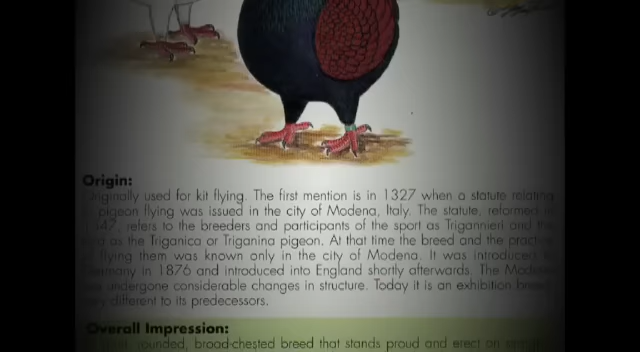 Origin:
Originally used for kit flying. The first mention is in 1327 when a statute relating
pigeon flying was issued in the city of Modena, Italy. The statute, reformed
refers to the breeders and participants of the sport as Trigannieri and the
as the Triganica or Triganina pigeon. At that time the breed and the
flying them was known only in the city of Modena. It was introduced
in 1876 and introduced into England shortly afterwards. The
undergone considerable changes in structure. Today it is an exhibition
different to its predecessors.
Overall Impression:
rounded, broad-chested breed that stands proud and erect on